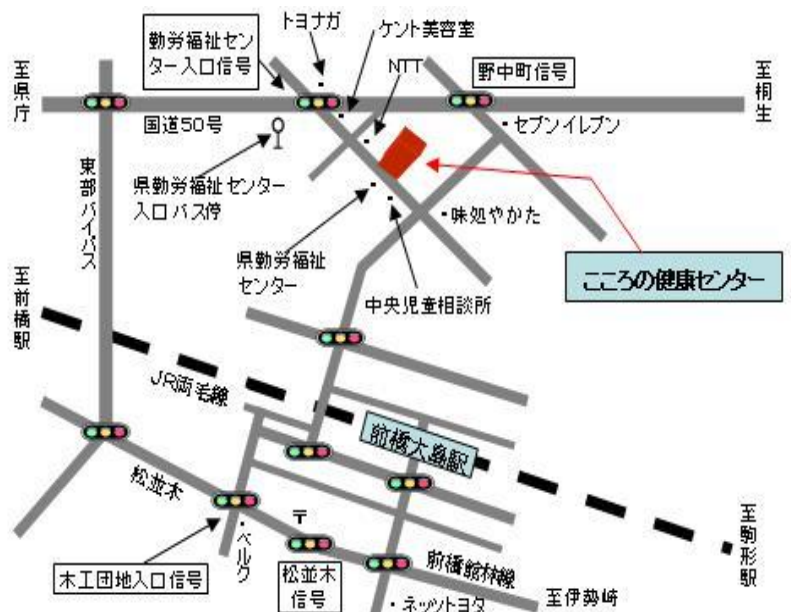 トヨナガ
勤労福祉セン
ター入口信号
ケント美容室
NTT
野中町信号
至県庁
至桐生
国道50号
セブンイレブン
県勤労福祉センター
入口バス停
東部バイパス
味処やかた
県勤労福祉
センター
こころの健康センター
中央児童相談所
至前橋駅
JR両毛線
前橋大島駅
松並木
〒
ベルク
木工団地入口信号
松並木
信号
前橋館林線
至駒形駅
至伊勢崎
ネッツトヨタ